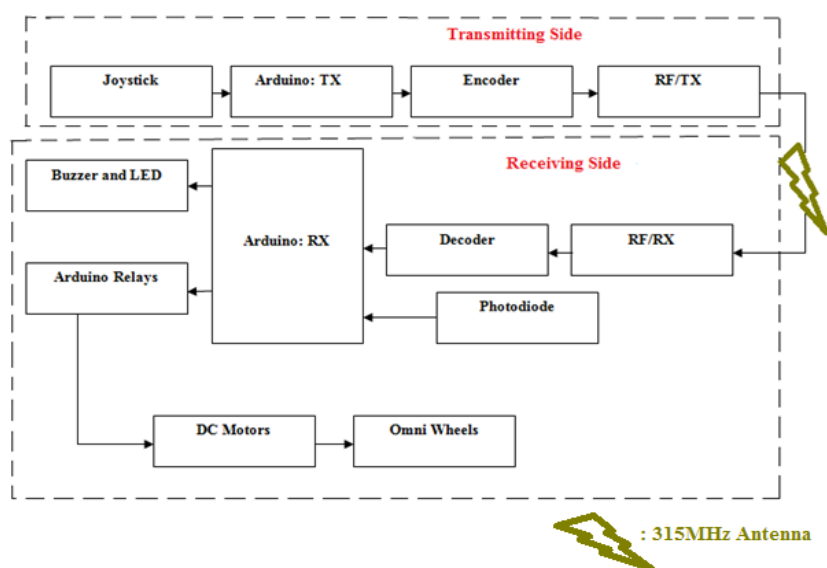 Transmitting Side
Joystick
Arduino: TX
Encoder
RF/TX
Receiving Side
Buzzer and LED
Arduino: RX
Decoder
RF/RX
Arduino Relays
Photodiode
DC Motors
Omni Wheels
: 315MHz Antenna